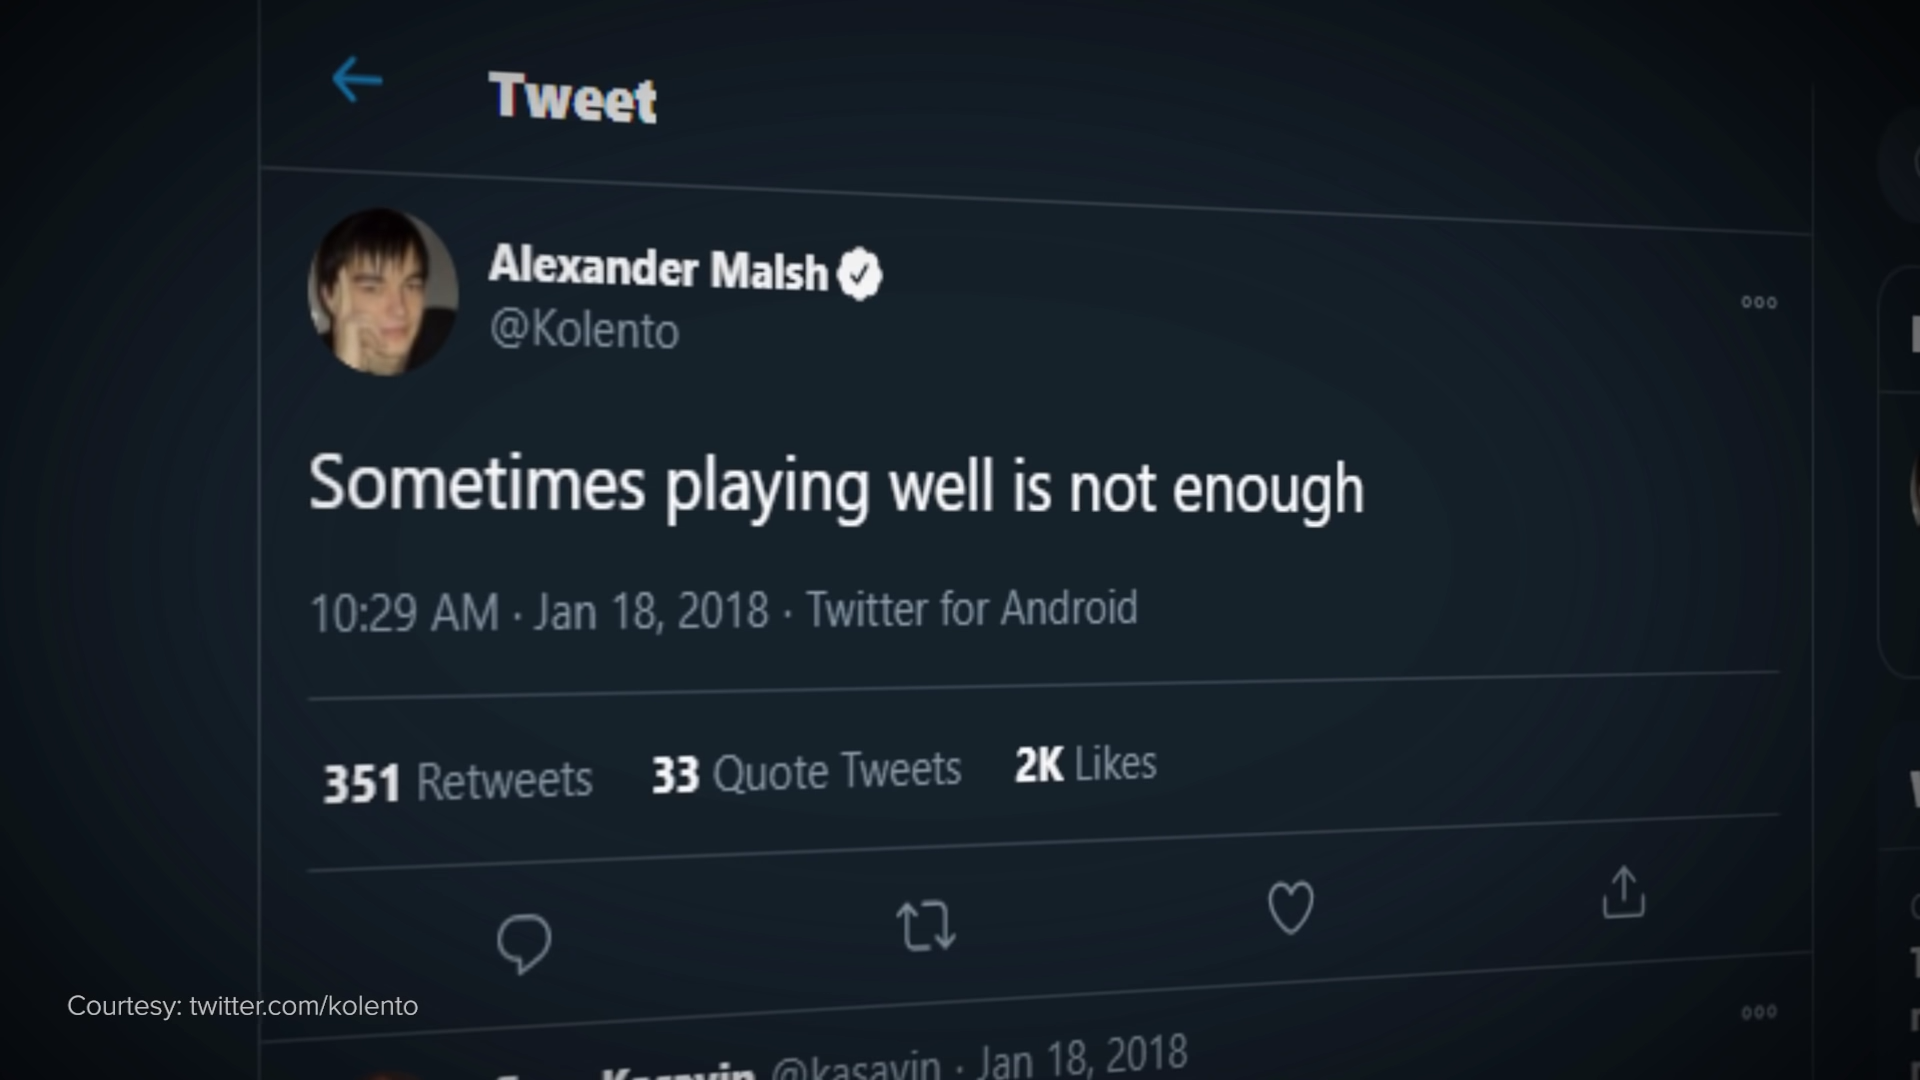 Tweet
Alexander Malsh
@Kolento
Sometimes playing well is not enough
10:29 AM · Jan 18, 2018 · Twitter for Android
351 Retweets 33 Quote Tweets 2K Likes
Courtesy: twitter.com/kolento
Kasavin @kasavin · Jan 18, 2018